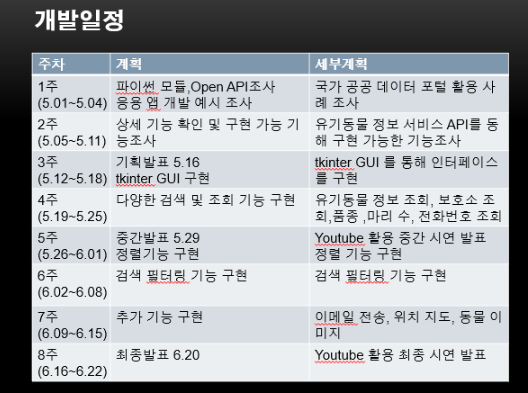 개발일정
주차 계획 세부계획
1주 파이썬 모듈,Open API조사 국가 공공 데이터 포털 활용 사
(5.01~5.04) 응용 앱 개발 예시 조사 례 조사
2주 상세 기능 확인 및 구현 가능 기 유기동물 정보 서비스 API를 통
(5.05~5.11) 능조사 해 구현 가능한 기능조사
3주 기획발표 5.16 tkinter GUI 를 통해 인터페이스
(5.12~5.18) tkinter GUI 구현 를 구현
4주 다양한 검색 및 조회 기능 구현 유기동물 정보 조회, 보호소 조
(5.19~5.25) 회,품종 ,마리 수, 전화번호 조회
5주 중간발표 5.29 Youtube 활용 중간 시연 발표
(5.26~6.01) 정렬기능 구현 정렬 기능 구현
6주 검색 필터링 기능 구현 검색 필터링 기능 구현
(6.02~6.08)
7주 추가 기능 구현 이메일 전송, 위치 지도, 동물 이
(6.09~6.15) 미지
8주 최종발표 6.20 Youtube 활용 최종 시연 발표
(6.16~6.22)